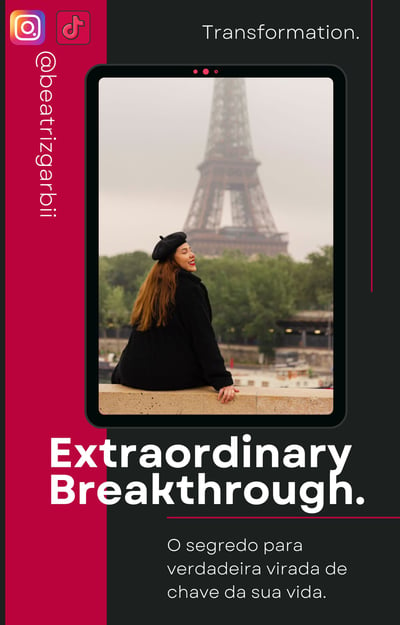 Transformation.
@beatrizgarbii
Extraordinary
Breakthrough.
O segredo para
verdadeira virada de
chave da sua vida.